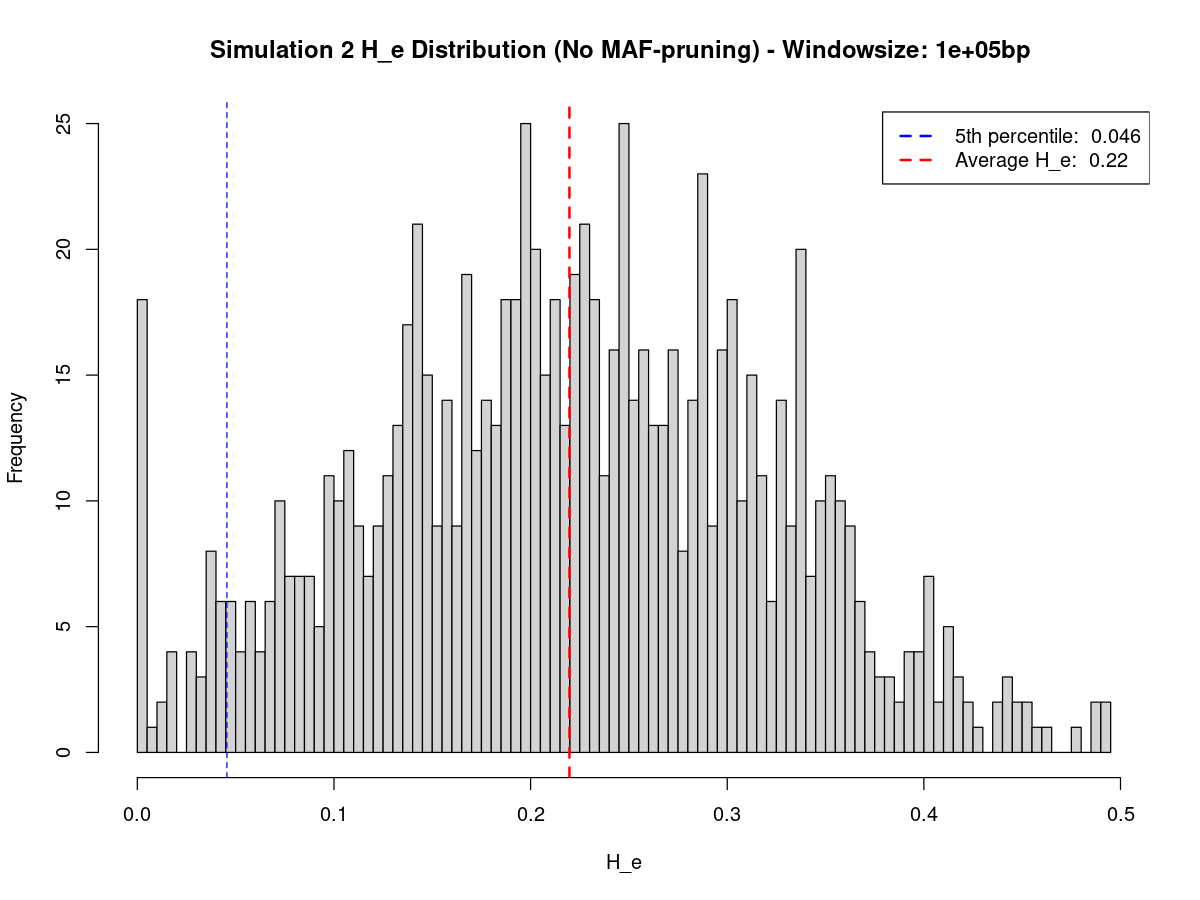 Simulation 2 H_e Distribution (No MAF-pruning) - Windowsize: 1e+05bp
5th percentile: 0.046
Average H_e: 0.22
Frequency
25
20
15
10
5
0
0.0 0.1 0.2 0.3 0.4 0.5
H_e